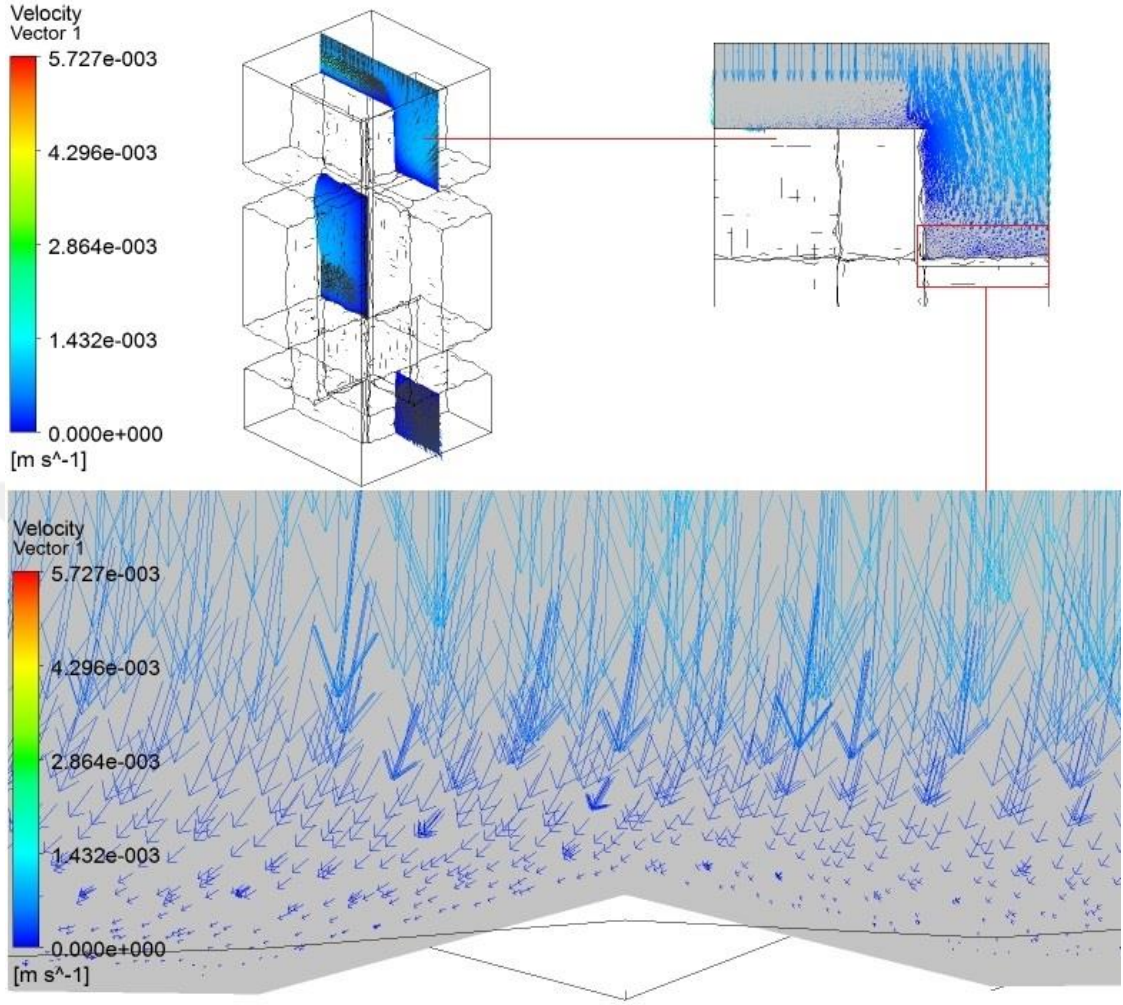 Velocity
Vector 1
5.727e-003
4.296e-003
2.864e-003
1.432e-003
0.000e+000
[m s^-1]
Velocity
Vector 1
5.727e-003
4.296e-003
2.864e-003
1.432e-003
0.000e+000
[m s^-1]